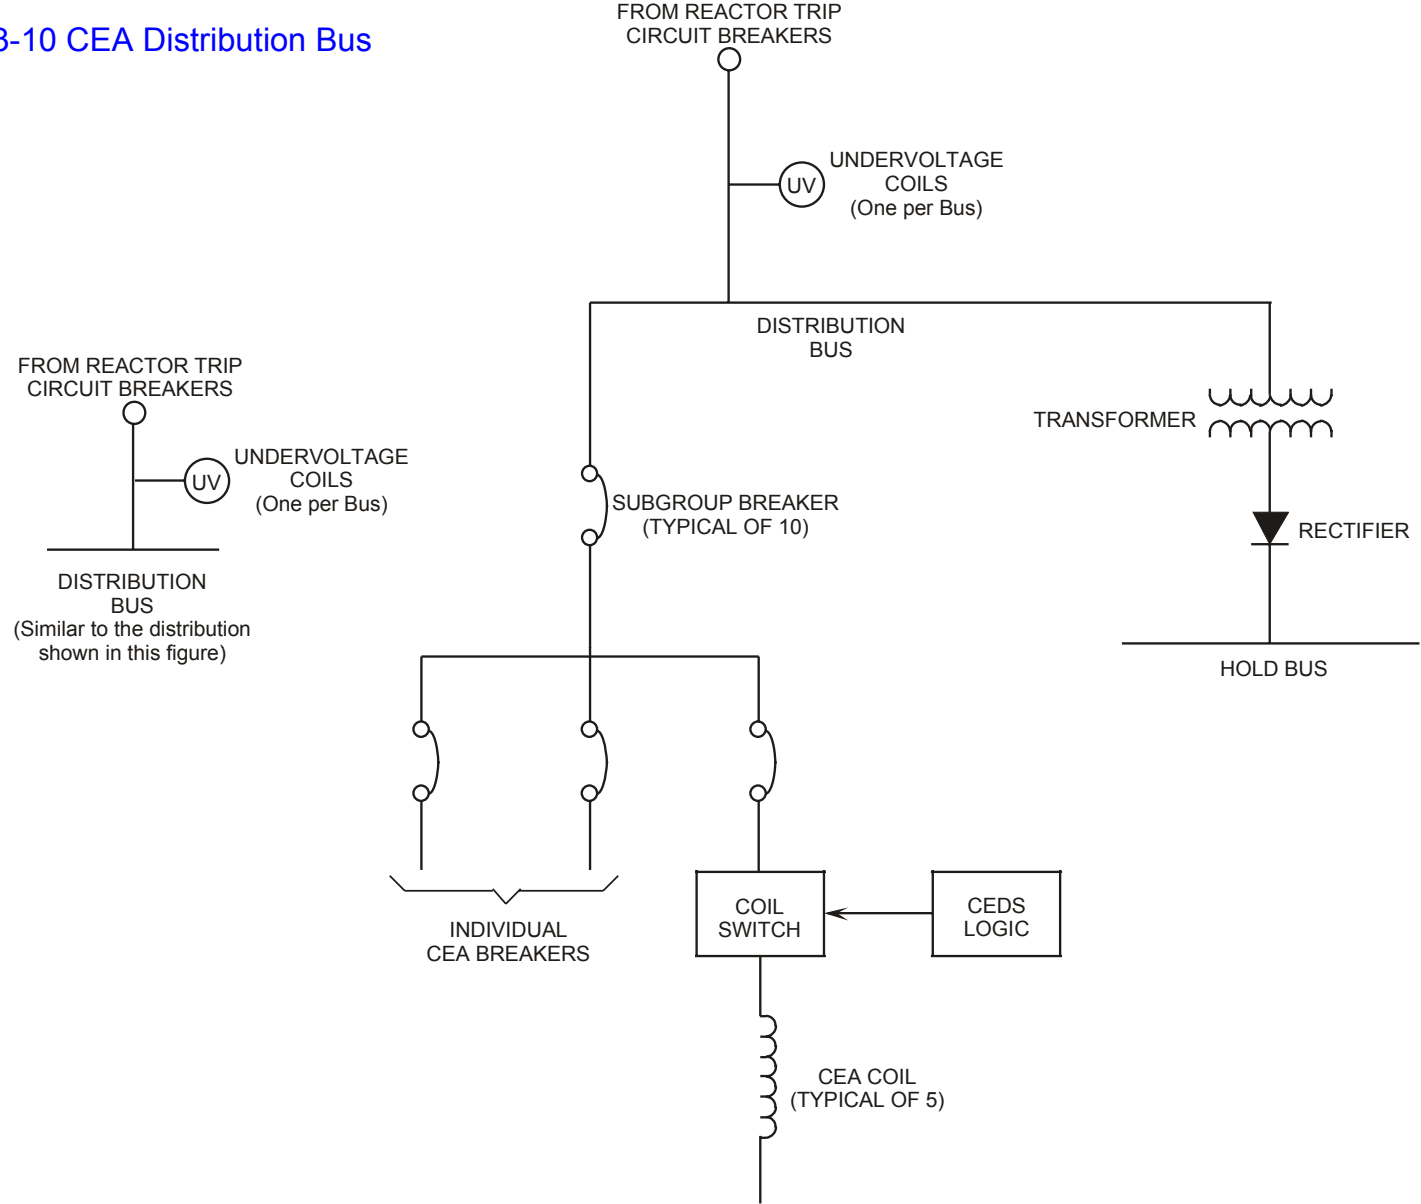 3-10 CEA Distribution Bus
FROM REACTOR TRIP
CIRCUIT BREAKERS
UV
UNDERVOLTAGE
COILS
(One per Bus)
DISTRIBUTION
BUS
FROM REACTOR TRIP
CIRCUIT BREAKERS
UV
UNDERVOLTAGE
COILS
(One per Bus)
DISTRIBUTION
BUS
(Similar to the distribution
shown in this figure)
TRANSFORMER
SUBGROUP BREAKER
(TYPICAL OF 10)
RECTIFIER
HOLD BUS
INDIVIDUAL
CEA BREAKERS
COIL
SWITCH
CEDS
LOGIC
CEA COIL
(TYPICAL OF 5)